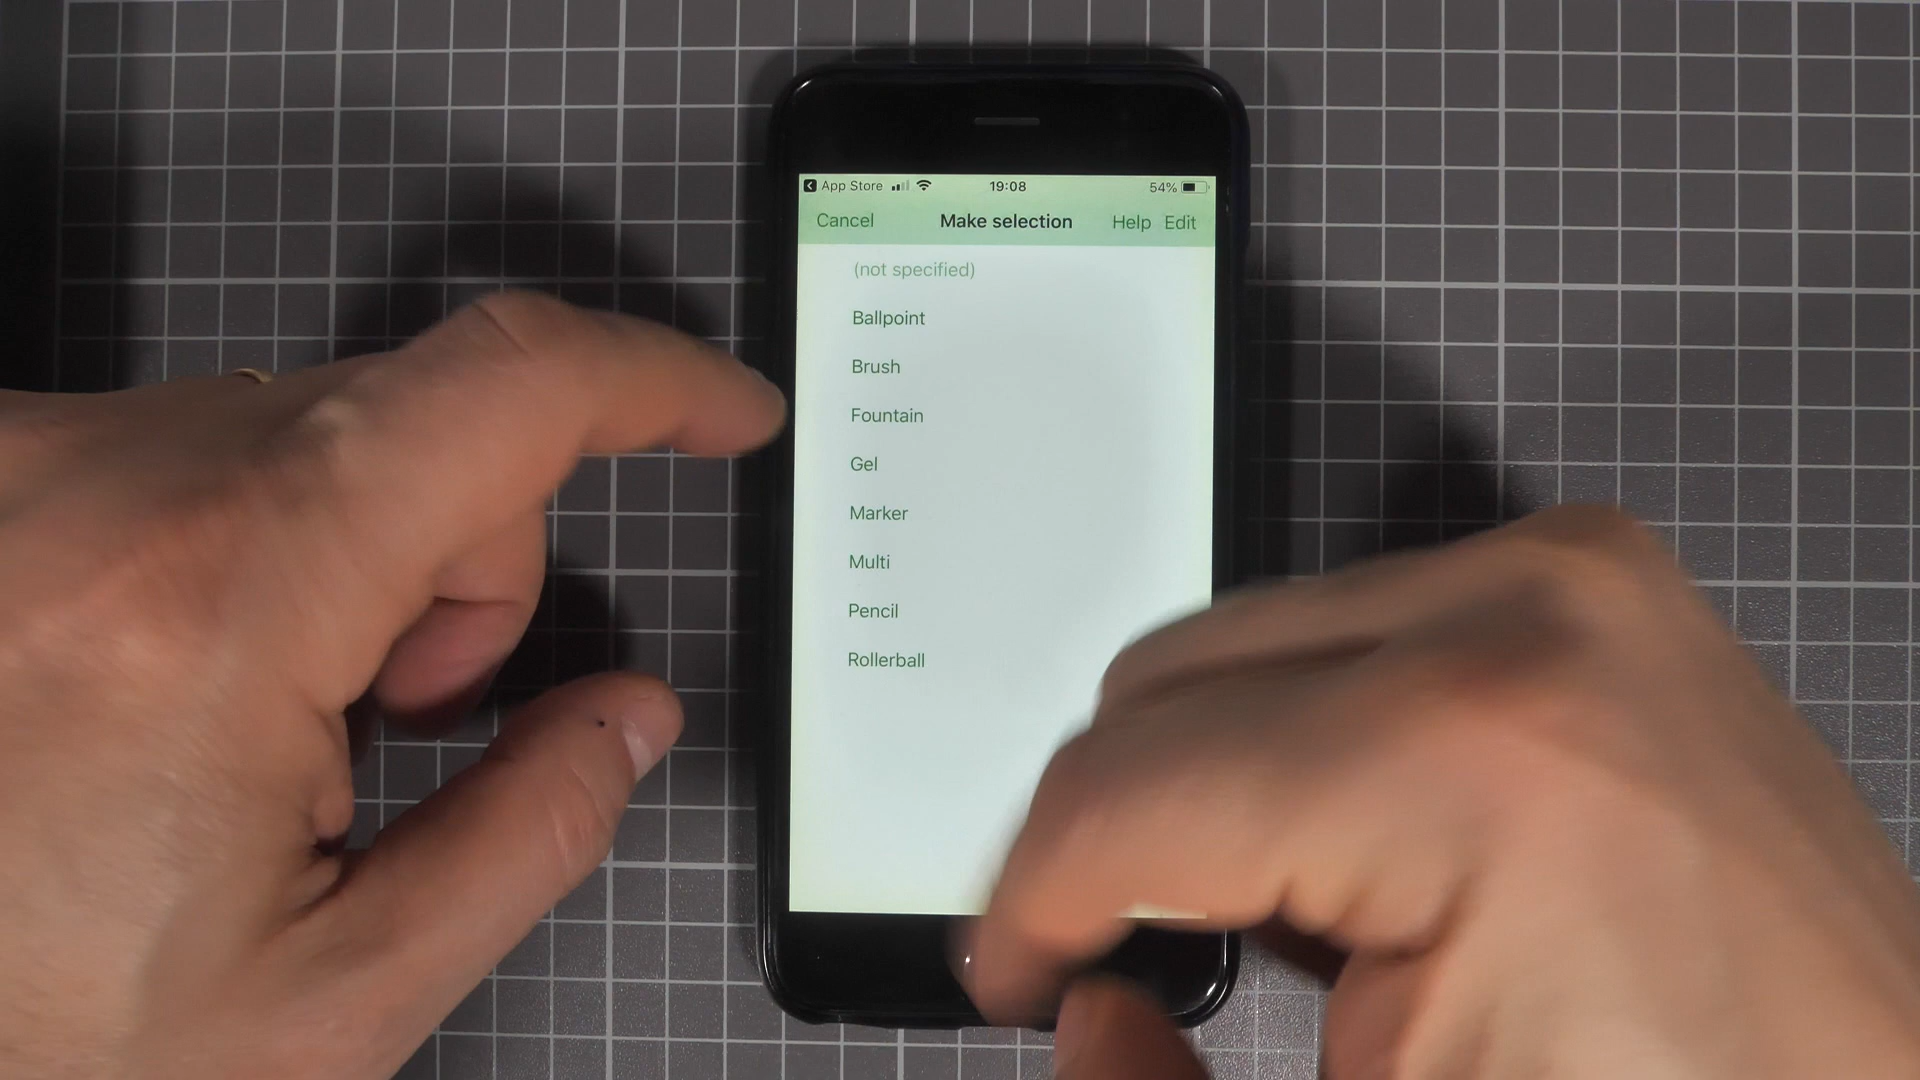 App Store 19:08 54%
Cancel Make selection Help Edit
(not specified)
Ballpoint
Brush
Fountain
Gel
Marker
Multi
Pencil
Rollerball